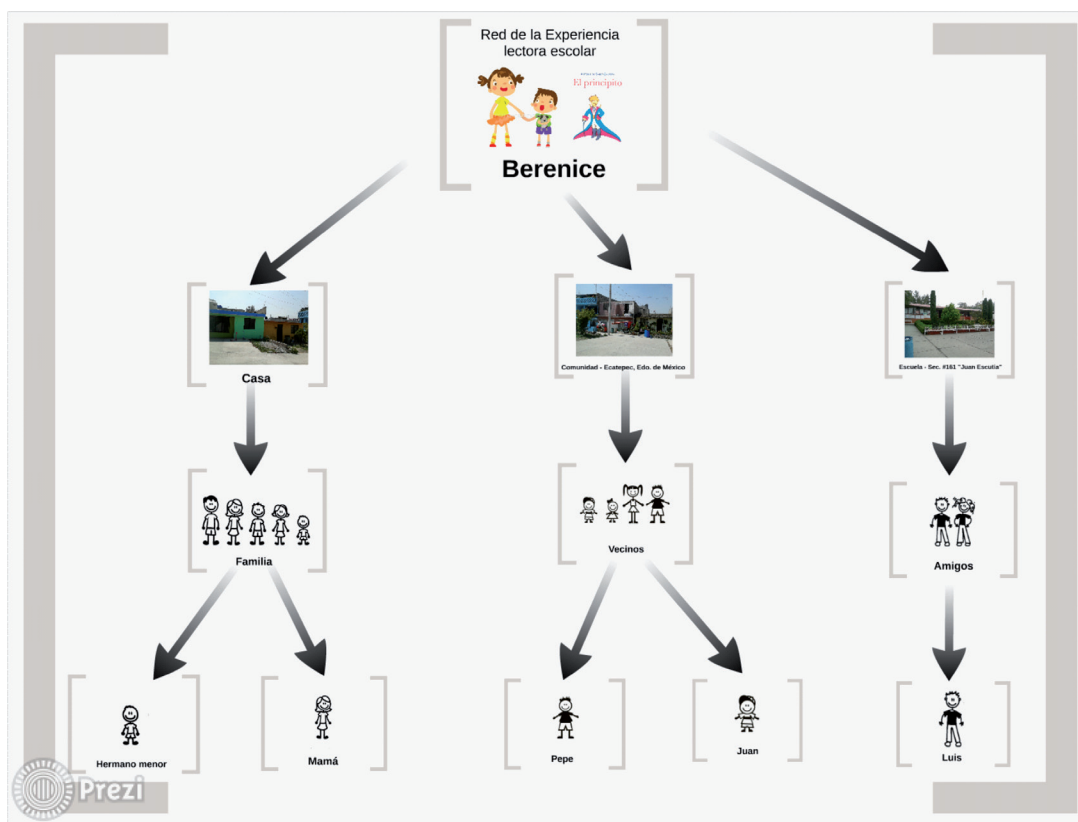 Red de la Experiencia
lectora escolar
El principito
Berenice
Casa
Comunidad - Ecatepec, Edo. de México
Escuela - Sec. #161 "Juan Escutia"
Familia
Vecinos
Amigos
Hermano menor
Mamá
Pepe
Juan
Luis
Prezi